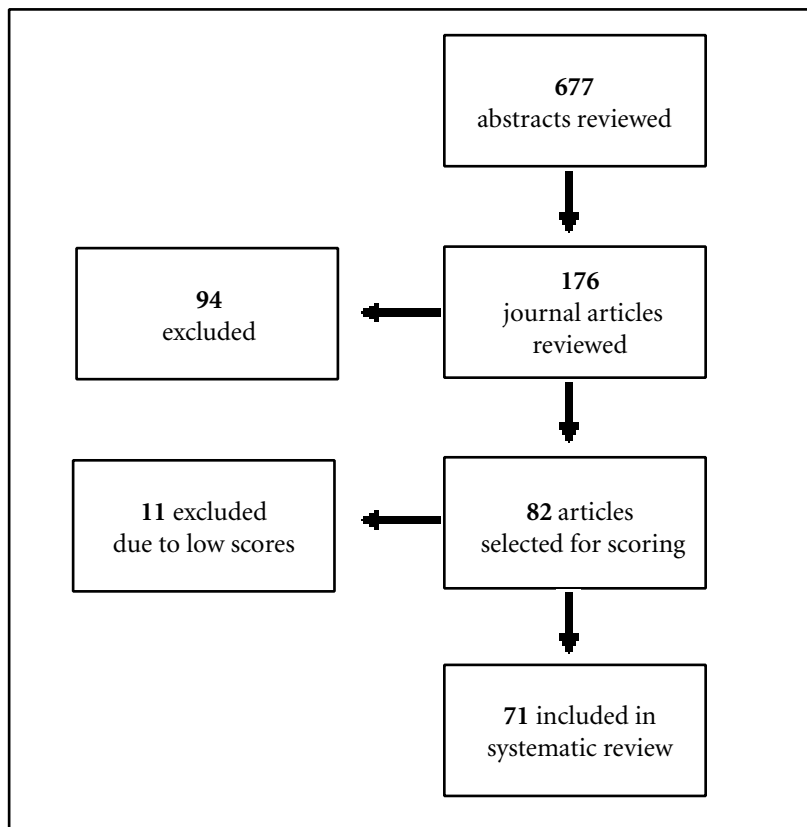 677
abstracts reviewed
94
excluded
176
journal articles
reviewed
11 excluded
due to low scores
82 articles
selected for scoring
71 included in
systematic review